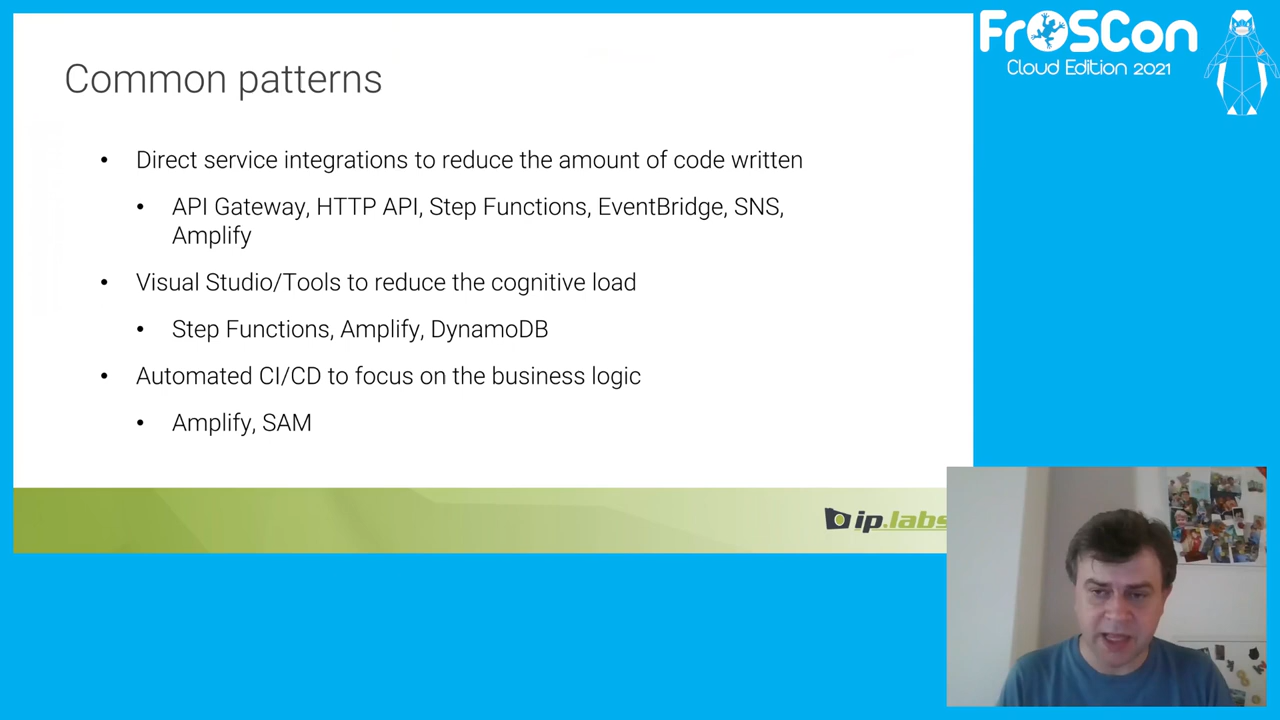 FrOSCon
Cloud Edition 2021
Common patterns
• Direct service integrations to reduce the amount of code written
• API Gateway, HTTP API, Step Functions, EventBridge, SNS,
Amplify
• Visual Studio/Tools to reduce the cognitive load
• Step Functions, Amplify, DynamoDB
• Automated CI/CD to focus on the business logic
• Amplify, SAM
ip.labs